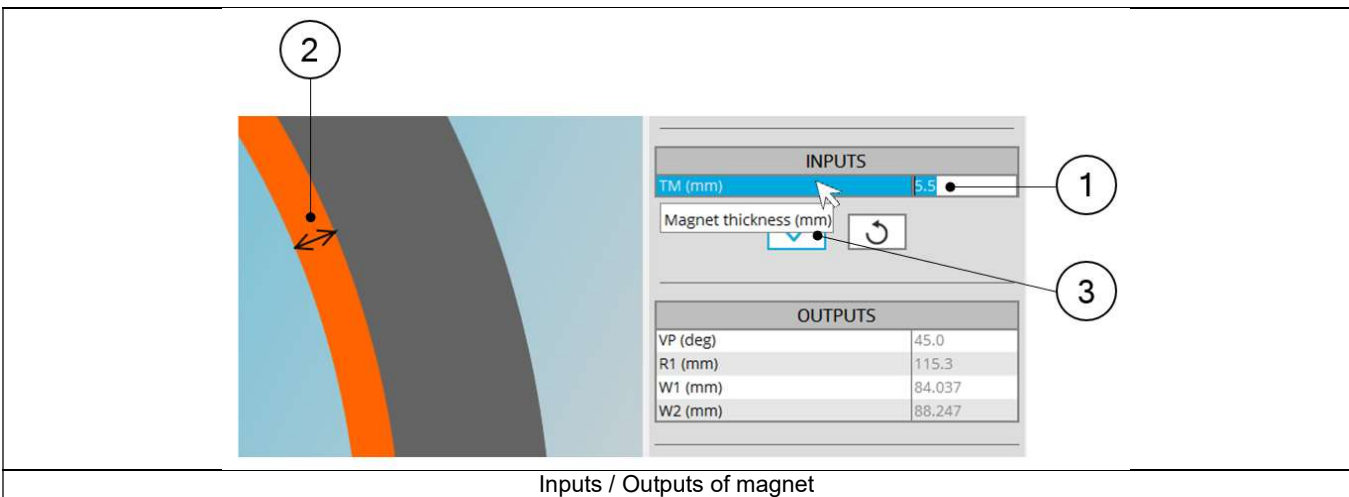 2
INPUTS
TM (mm) 5.5
1
Magnet thickness (mm)
3
OUTPUTS
VP (deg) 45.0
R1 (mm) 115.3
W1 (mm) 84.037
W2 (mm) 88.247
Inputs / Outputs of magnet